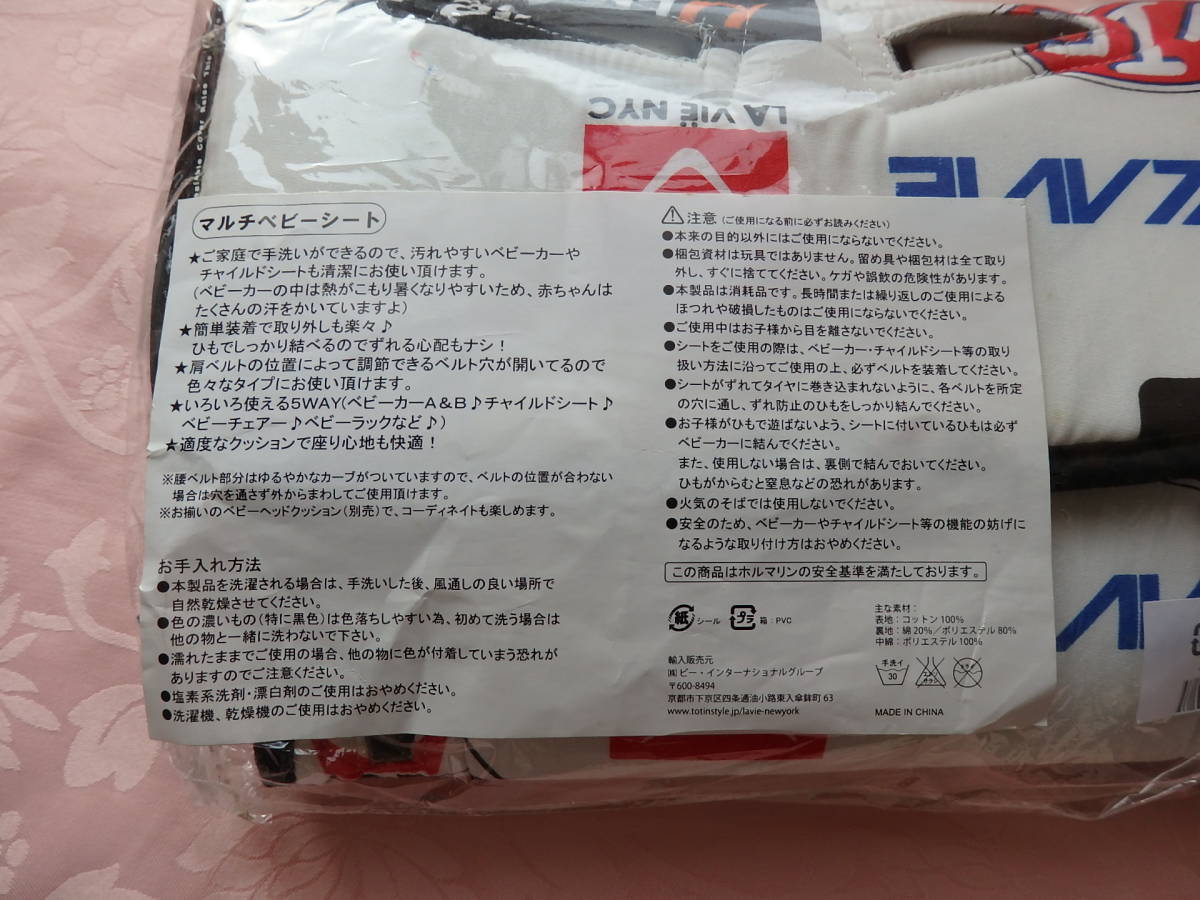 LA VIE NYC
LAVIE
マルチベビーシート
★ご家庭で手洗いができるので、汚れやすいベビーカーや
チャイルドシートも清潔にお使い頂けます。
(ベビーカーの中は熱がこもり暑くなりやすいため、赤ちゃんは
たくさんの汗をかいていますよ)
★簡単装着で取り外しも楽々♪
ひもでしっかり結べるのでずれる心配もナシ！
★肩ベルトの位置によって調節できるベルト穴が開いてるので
色々なタイプにお使い頂けます。
★いろいろ使える5WAY(ベビーカーA&B♪チャイルドシート♪
ベビーチェアー♪ベビーラックなど♪)
★適度なクッションで座り心地も快適！
※腰ベルト部分はゆるやかなカーブがついていますので、ベルトの位置が合わない
場合は穴を通さず外からまわしてご使用頂けます。
※お揃いのベビーヘッドクッション(別売)で、コーディネイトも楽しめます。
お手入れ方法
●本製品を洗濯される場合は、手洗いした後、風通しの良い場所で
自然乾燥させてください。
●色の濃いもの(特に黒色)は色落ちしやすい為、初めて洗う場合は
他の物と一緒に洗わないで下さい。
●濡れたままでご使用の場合、他の物に色が付着してしまう恐れが
ありますのでご注意ください。
●塩素系洗剤・漂白剤のご使用はおやめください。
●洗濯機、乾燥機のご使用はおやめください。
⚠注意 (ご使用になる前に必ずお読みください)
●本来の目的以外にはご使用にならないでください。
●梱包資材は玩具ではありません。留め具や梱包材は全て取り
外し、すぐに捨ててください。ケガや誤飲の危険性があります。
●本製品は消耗品です。長時間または繰り返しのご使用による
ほつれや破損したものはご使用にならないでください。
●ご使用中はお子様から目を離さないでください。
●シートをご使用の際は、ベビーカー・チャイルドシート等の取り
扱い方法に沿ってご使用の上、必ずベルトを装着してください。
●シートがずれてタイヤに巻き込まれないように、各ベルトを所定
の穴に通し、ずれ防止のひもをしっかり結んでください。
●お子様がひもで遊ばないよう、シートに付いているひもは必ず
ベビーカーに結んでください。
また、使用しない場合は、裏側で結んでおいてください。
ひもがからむと窒息などの恐れがあります。
●火気のそばでは使用しないでください。
●安全のため、ベビーカーやチャイルドシート等の機能の妨げに
なるような取り付け方はおやめください。
この商品はホルマリンの安全基準を満たしております。
紙 シール プラ 箱：PVC
主な素材：
表地：コットン100%
裏地：綿20%／ポリエステル80%
中綿：ポリエステル100%
輸入販売元
㈱ビー・インターナショナルグループ
〒600-8494
京都市下京区四条通油小路東入傘鉾町63
www.totinstyle.jp/lavie-newyork
手洗イ
30
エンソサラシ
MADE IN CHINA